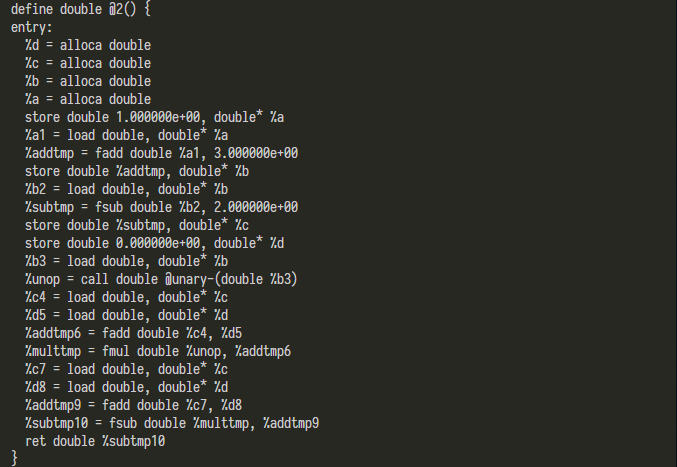 define double @2() {
entry:
  %d = alloca double
  %c = alloca double
  %b = alloca double
  %a = alloca double
  store double 1.000000e+00, double* %a
  %a1 = load double, double* %a
  %addtmp = fadd double %a1, 3.000000e+00
  store double %addtmp, double* %b
  %b2 = load double, double* %b
  %subtmp = fsub double %b2, 2.000000e+00
  store double %subtmp, double* %c
  store double 0.000000e+00, double* %d
  %b3 = load double, double* %b
  %unop = call double @unary-(double %b3)
  %c4 = load double, double* %c
  %d5 = load double, double* %d
  %addtmp6 = fadd double %c4, %d5
  %multtmp = fmul double %unop, %addtmp6
  %c7 = load double, double* %c
  %d8 = load double, double* %d
  %addtmp9 = fadd double %c7, %d8
  %subtmp10 = fsub double %multtmp, %addtmp9
  ret double %subtmp10
}